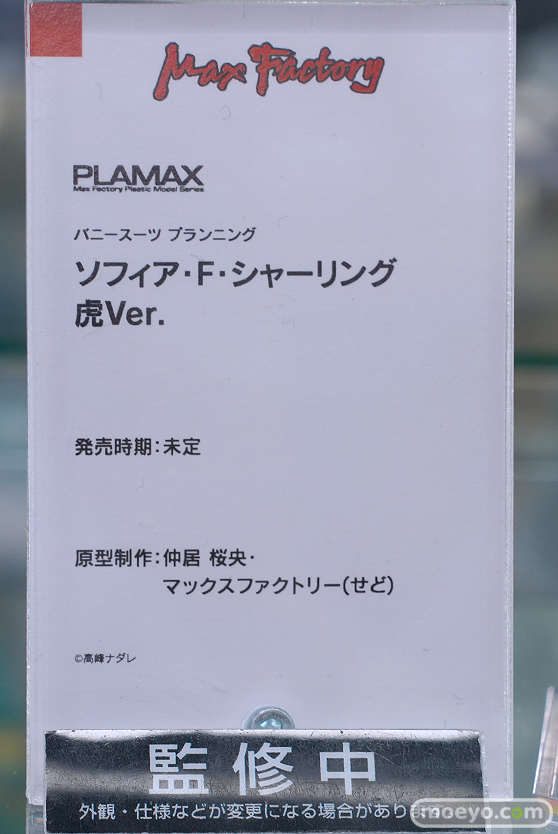 Max Factory
PLAMAX
Max Factory Plastic Model Series
バニースーツ プランニング
ソフィア・F・シャーリング
虎Ver.
発売時期：未定
原型制作：仲居 桜央・
マックスファクトリー(せど)
©高峰ナダレ
監修中
外観・仕様などが変更になる場合があり
moeyo.com